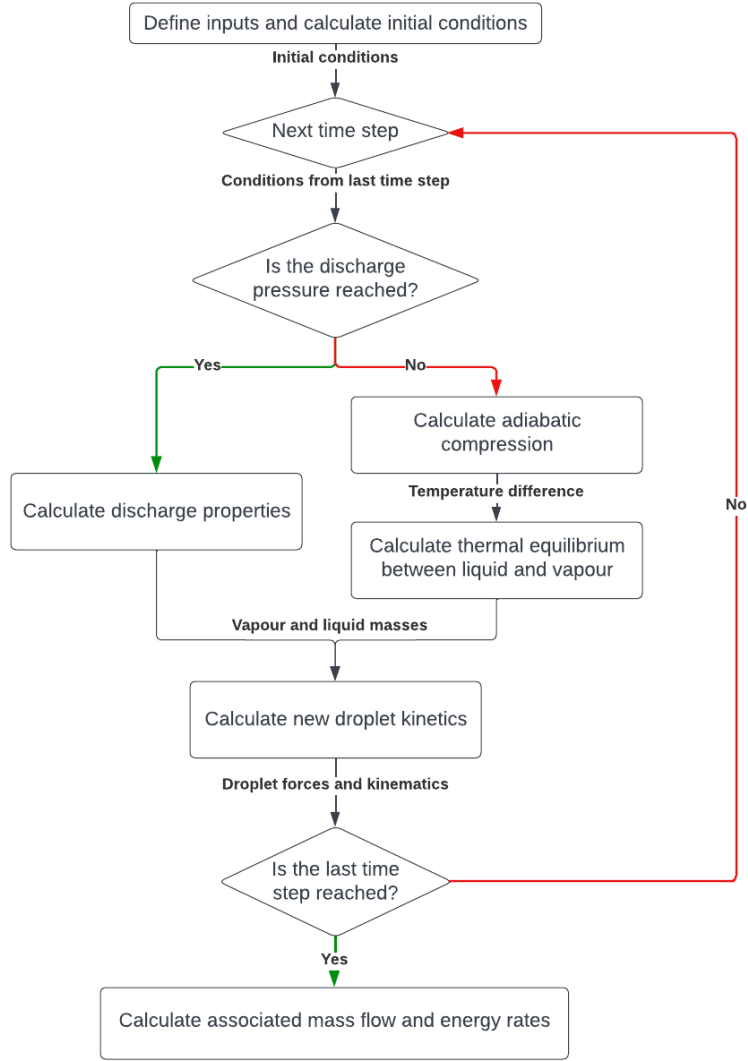 Define inputs and calculate initial conditions
Initial conditions
Next time step
Conditions from last time step
Is the discharge
pressure reached?
Yes
No
Calculate adiabatic
compression
Temperature difference
Calculate discharge properties
No
Calculate thermal equilibrium
between liquid and vapour
Vapour and liquid masses
Calculate new droplet kinetics
Droplet forces and kinematics
Is the last time
step reached?
Yes
Calculate associated mass flow and energy rates